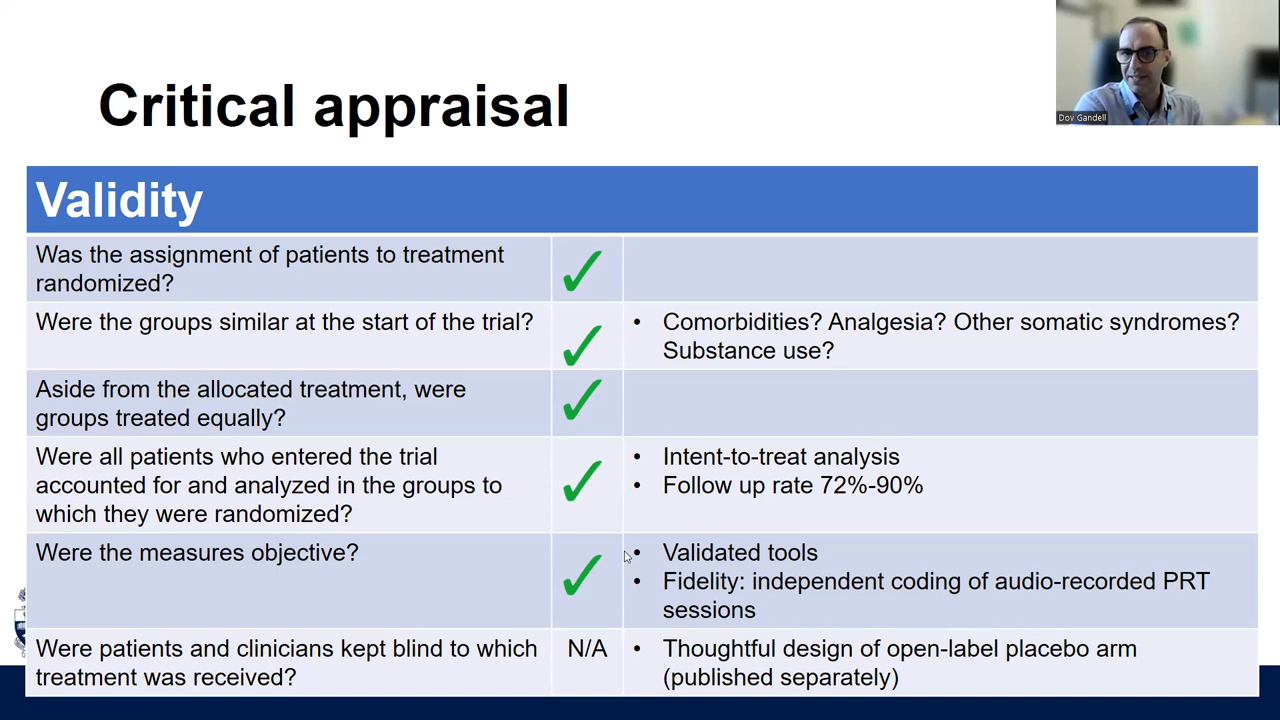 Critical appraisal
Dov Gandell
Validity
Was the assignment of patients to treatment
randomized?
Were the groups similar at the start of the trial?
• Comorbidities? Analgesia? Other somatic syndromes?
Substance use?
Aside from the allocated treatment, were
groups treated equally?
Were all patients who entered the trial
accounted for and analyzed in the groups to
which they were randomized?
• Intent-to-treat analysis
• Follow up rate 72%-90%
Were the measures objective?
• Validated tools
• Fidelity: independent coding of audio-recorded PRT
sessions
Were patients and clinicians kept blind to which
treatment was received?
N/A
• Thoughtful design of open-label placebo arm
(published separately)